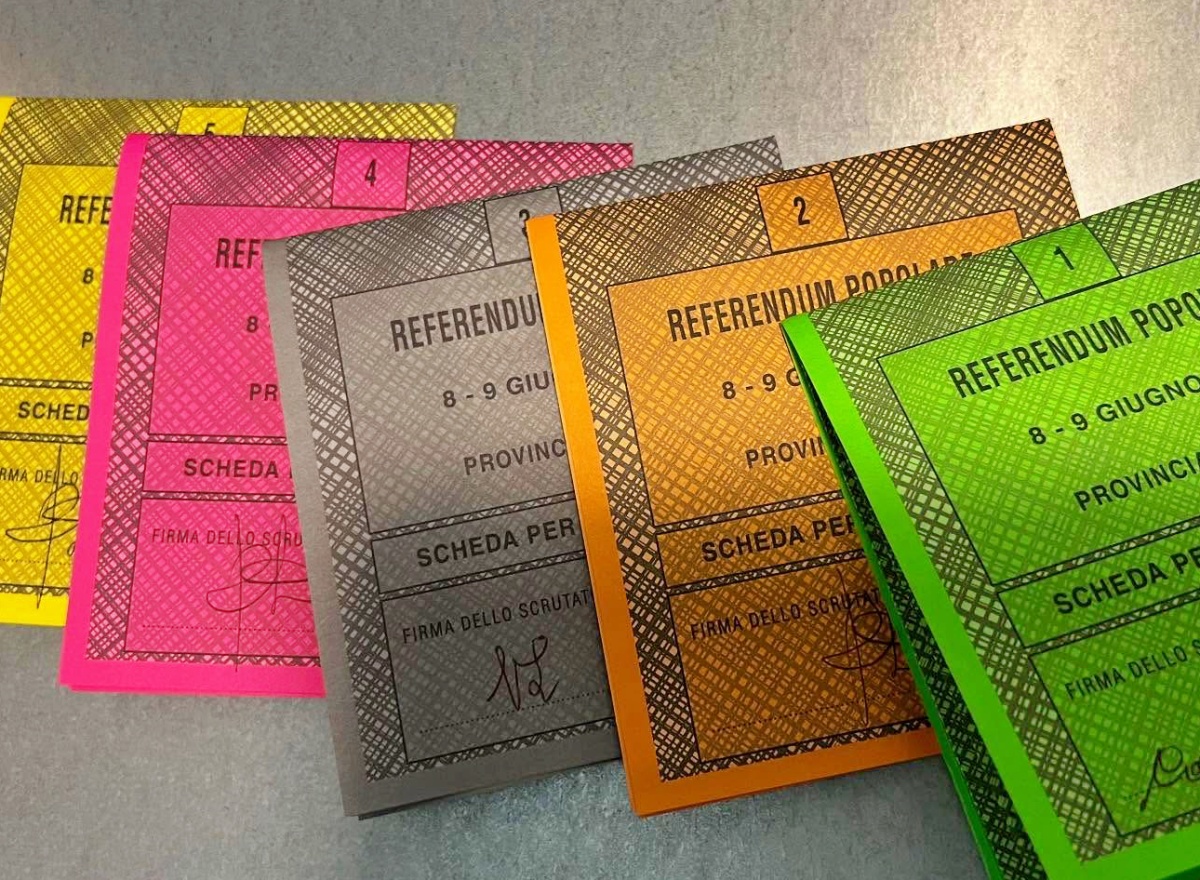 5
8
SCHED
4
REF
8
PR
SCHEDA
FIRMA DELLO SCRU
3
REFERENDU
8 - 9 GIU
PROVINC
SCHEDA PER
FIRMA DELLO SCRUTAT
2
REFERENDUM POPOLARE
8 - 9 G
PROVIN
SCHEDA PER
FIRMA DELLO SCRUTAT
1
REFERENDUM POPO
8 - 9 GIUGNO
PROVINCIA
SCHEDA PE
FIRMA DELLO S